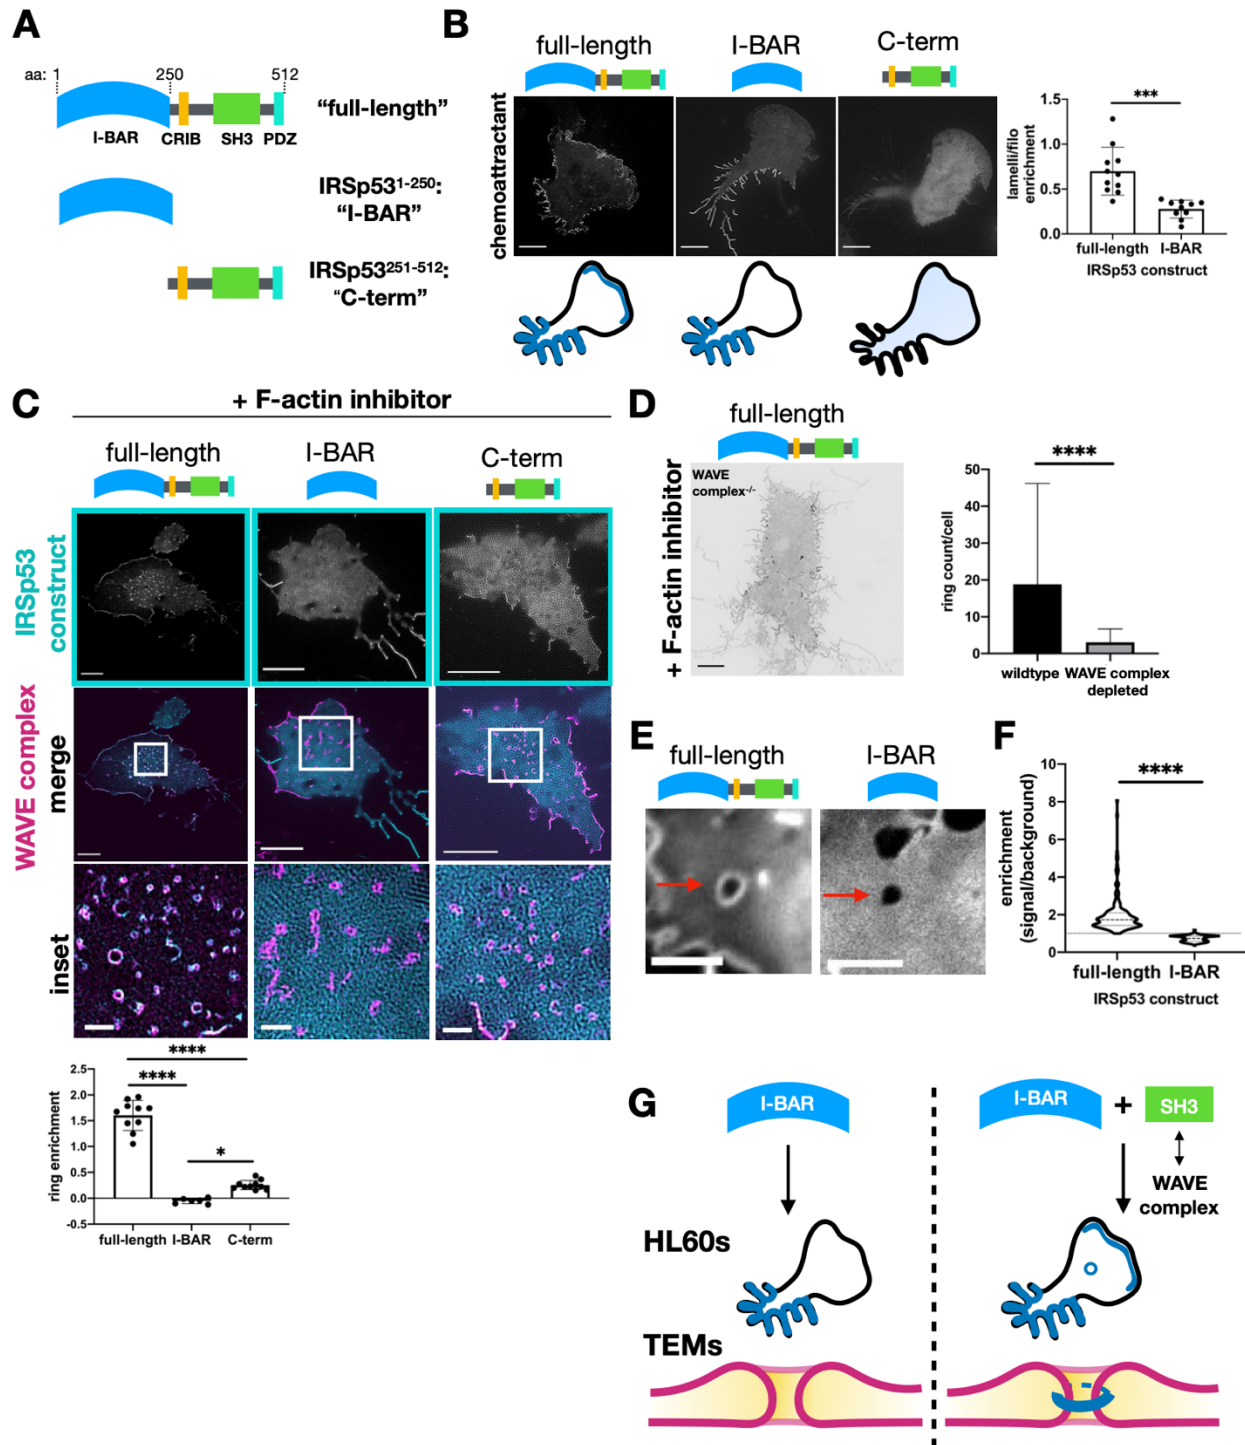 A
aa: 1
250
512
I-BAR
CRIB
SH3
PDZ
"full-length"
IRSp53¹⁻²⁵⁰:
"I-BAR"
IRSp53²⁵¹⁻⁵¹²:
"C-term"
B
full-length
I-BAR
C-term
chemoattractant
***
lamelli/filo
enrichment
1.5
1.0
0.5
0.0
full-length
I-BAR
IRSp53 construct
C
+ F-actin inhibitor
full-length
I-BAR
C-term
IRSp53
construct
WAVE complex
merge
inset
****
****
*
ring enrichment
2.5
2.0
1.5
1.0
0.5
0.0
-0.5
full-length
I-BAR
C-term
D
full-length
+ F-actin inhibitor
WAVE
complex⁻/⁻
****
ring count/cell
50
40
30
20
10
0
wildtype
WAVE complex
depleted
E
full-length
I-BAR
F
****
enrichment
(signal/background)
10
8
6
4
2
0
full-length
I-BAR
IRSp53 construct
G
I-BAR
I-BAR
+
SH3
WAVE
complex
HL60s
TEMs